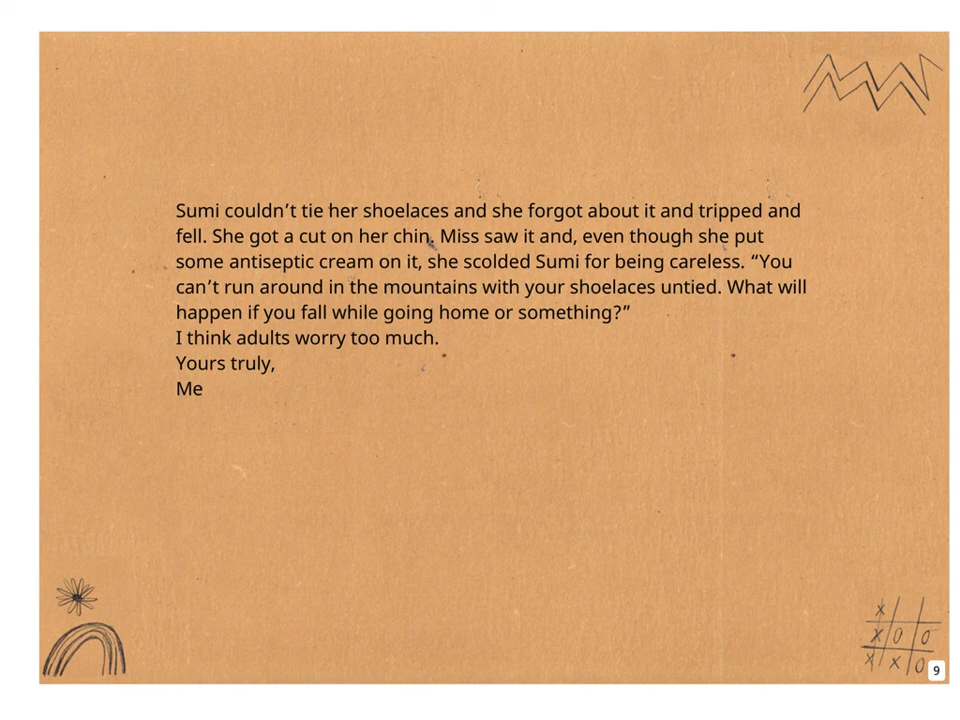 Sumi couldn’t tie her shoelaces and she forgot about it and tripped and
fell. She got a cut on her chin. Miss saw it and, even though she put
some antiseptic cream on it, she scolded Sumi for being careless. “You
can’t run around in the mountains with your shoelaces untied. What will
happen if you fall while going home or something?”
I think adults worry too much.
Yours truly,
Me
X
X O O
X X O
9